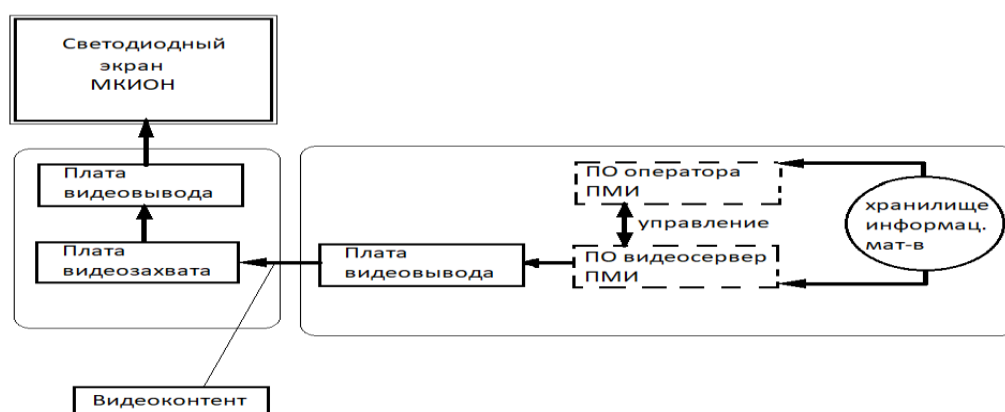 Светодиодный
экран
МКИОН
Плата
видеовывода
Плата
видеозахвата
Плата
видеовывода
ПО оператора
ПМИ
управление
ПО видеосервер
ПМИ
хранилище
информац.
мат-в
Видеоконтент